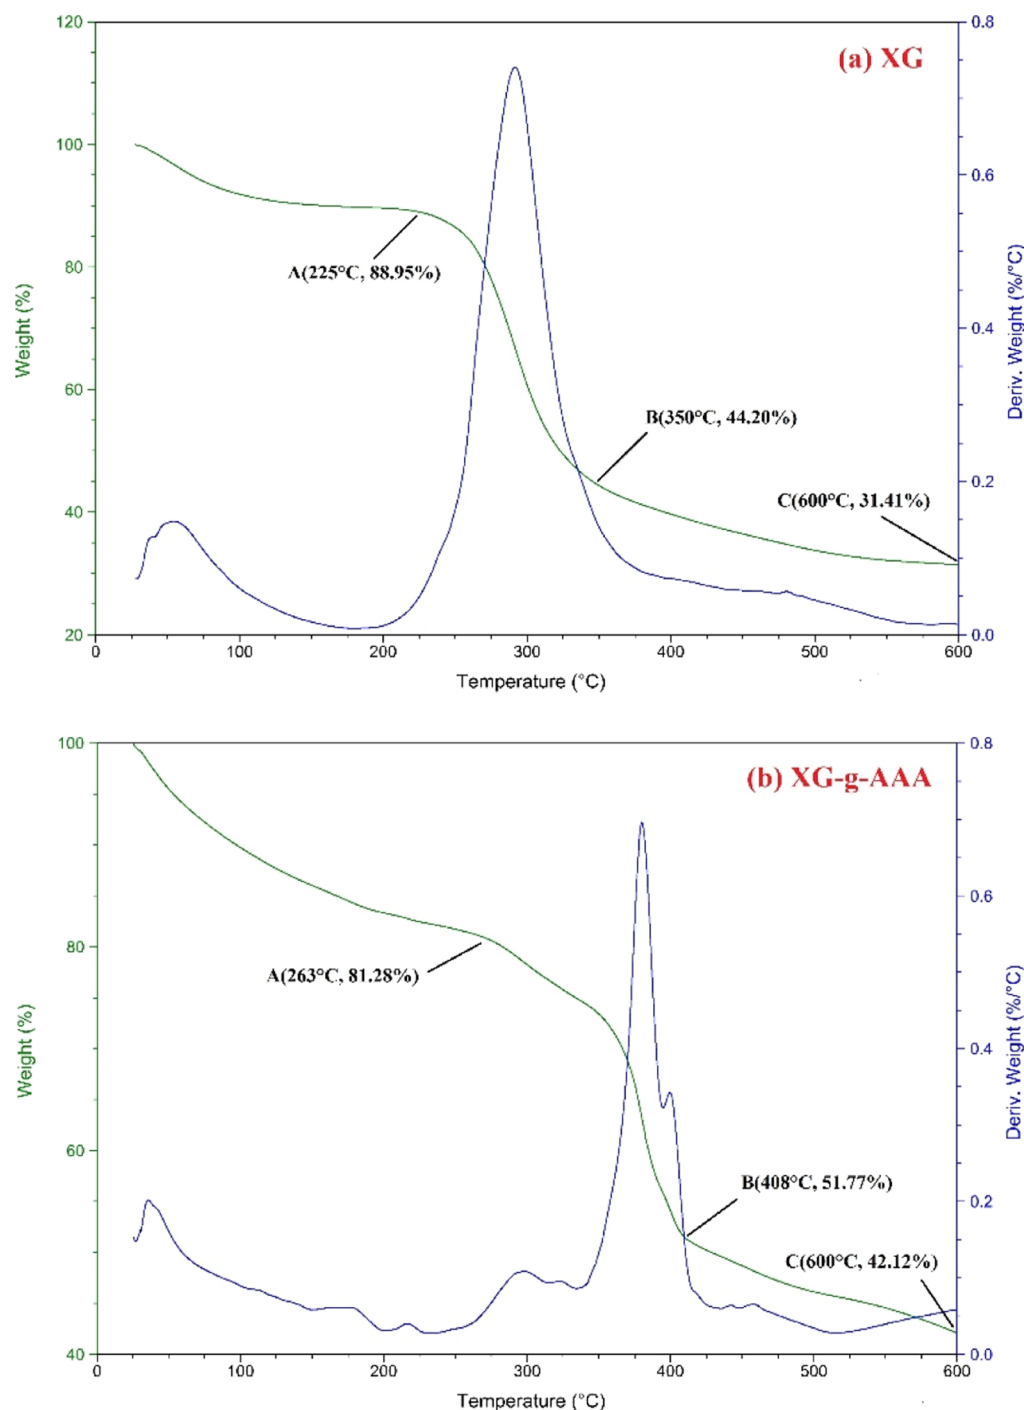 (a) XG
120
100
80
60
40
20
Weight (%)
0.8
0.6
0.4
0.2
0.0
Deriv. Weight (%/°C)
A(225°C, 88.95%)
B(350°C, 44.20%)
C(600°C, 31.41%)
0 100 200 300 400 500 600
Temperature (°C)
(b) XG-g-AAA
100
80
60
40
Weight (%)
0.8
0.6
0.4
0.2
0.0
Deriv. Weight (%/°C)
A(263°C, 81.28%)
B(408°C, 51.77%)
C(600°C, 42.12%)
0 100 200 300 400 500 600
Temperature (°C)